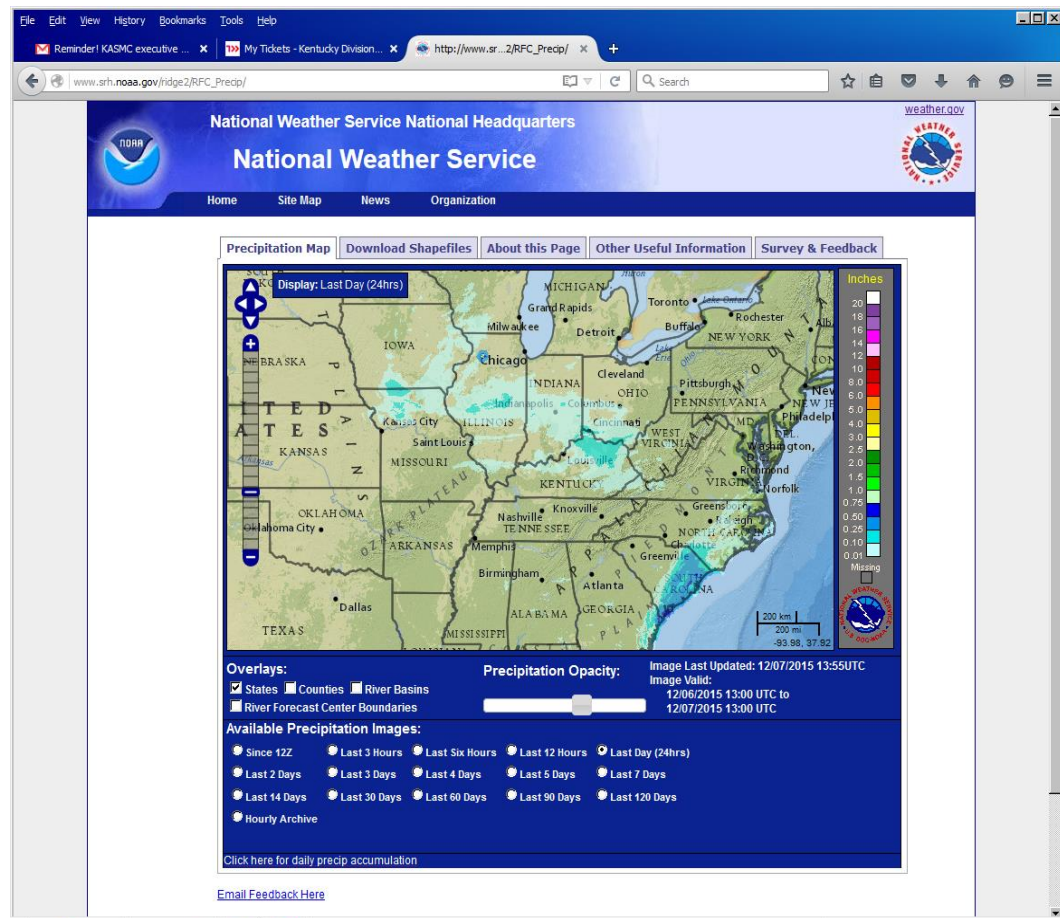 File Edit View History Bookmarks Tools Help
Reminder! KASMC executive ... × My Tickets - Kentucky Division... × http://www.sr...2/RFC_Precip/ × +
www.srh.noaa.gov/ridge2/RFC_Precip/ Search
National Weather Service National Headquarters
weather.gov
NOAA
National Weather Service
Home Site Map News Organization
Precipitation Map Download Shapefiles About this Page Other Useful Information Survey & Feedback
Display: Last Day (24hrs)
MICHIGAN
Grand Rapids
Toronto
Lake Ontario
Rochester
Milwaukee
Detroit
Buffalo
NEW YORK
IOWA
Chicago
Lake Erie
NEBRASKA
Cleveland
INDIANA
OHIO
Pittsburgh
PENNSYLVANIA
Indianapolis
Columbus
Philadelph
Kansas City
ILLINOIS
Cincinnati
WEST VIRGINIA
MD.
DEL.
Washington, D.C.
Saint Louis
KANSAS
Arkansas
MISSOURI
Louisville
Richmond
VIRGINIA
Norfolk
KENTUCKY
OKLAHOMA
Oklahoma City
OZARK PLATEAU
Nashville
Knoxville
TENNESSEE
Greensboro
Raleigh
NORTH CAROLINA
Charlotte
ARKANSAS
Memphis
Greenville
Birmingham
Atlanta
SOUTH CAROLINA
Dallas
ALABAMA
GEORGIA
TEXAS
MISSISSIPPI
200 km
200 mi
-93.98, 37.92
Inches
20
18
16
14
12
10
8.0
6.0
5.0
4.0
3.0
2.5
2.0
1.5
1.0
0.75
0.50
0.25
0.10
0.01
Missing
Overlays:
States Counties River Basins
River Forecast Center Boundaries
Precipitation Opacity:
Image Last Updated: 12/07/2015 13:55UTC
Image Valid:
12/06/2015 13:00 UTC to
12/07/2015 13:00 UTC
Available Precipitation Images:
Since 12Z Last 3 Hours Last Six Hours Last 12 Hours Last Day (24hrs)
Last 2 Days Last 3 Days Last 4 Days Last 5 Days Last 7 Days
Last 14 Days Last 30 Days Last 60 Days Last 90 Days Last 120 Days
Hourly Archive
Click here for daily precip accumulation
Email Feedback Here